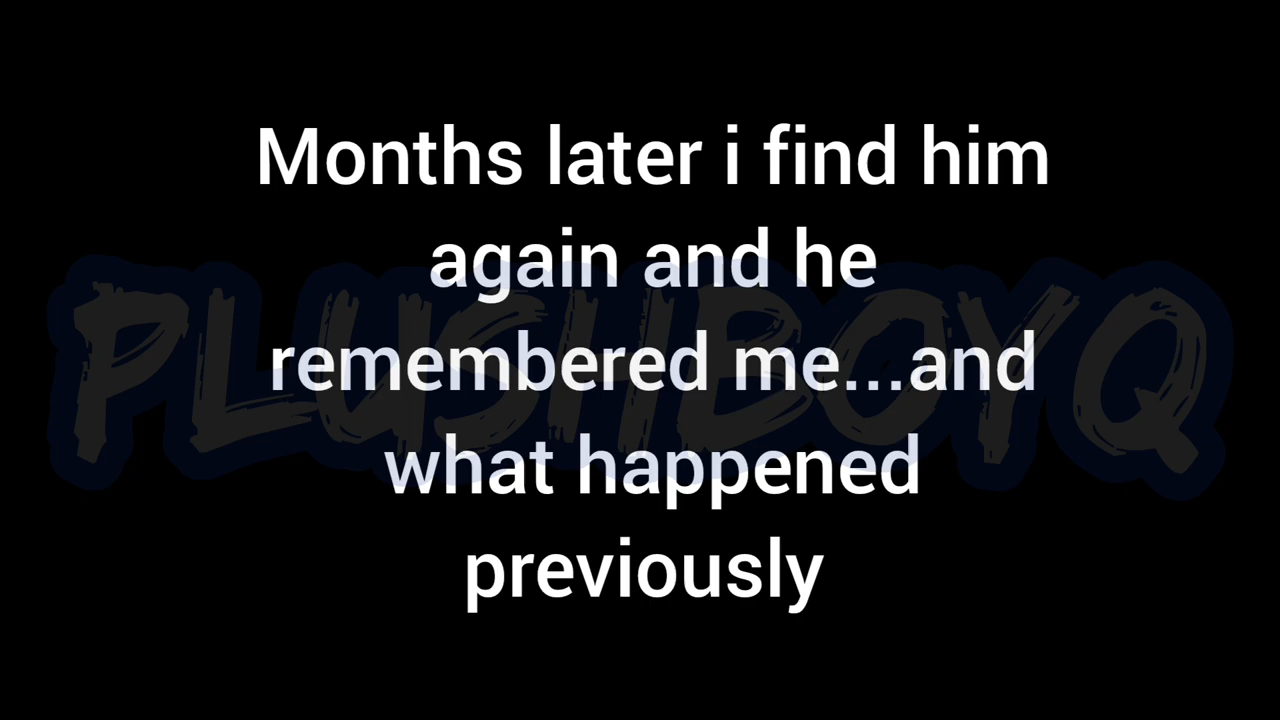 Months later i find him
again and he
remembered me...and
what happened
previously
PLUSHBOYQ